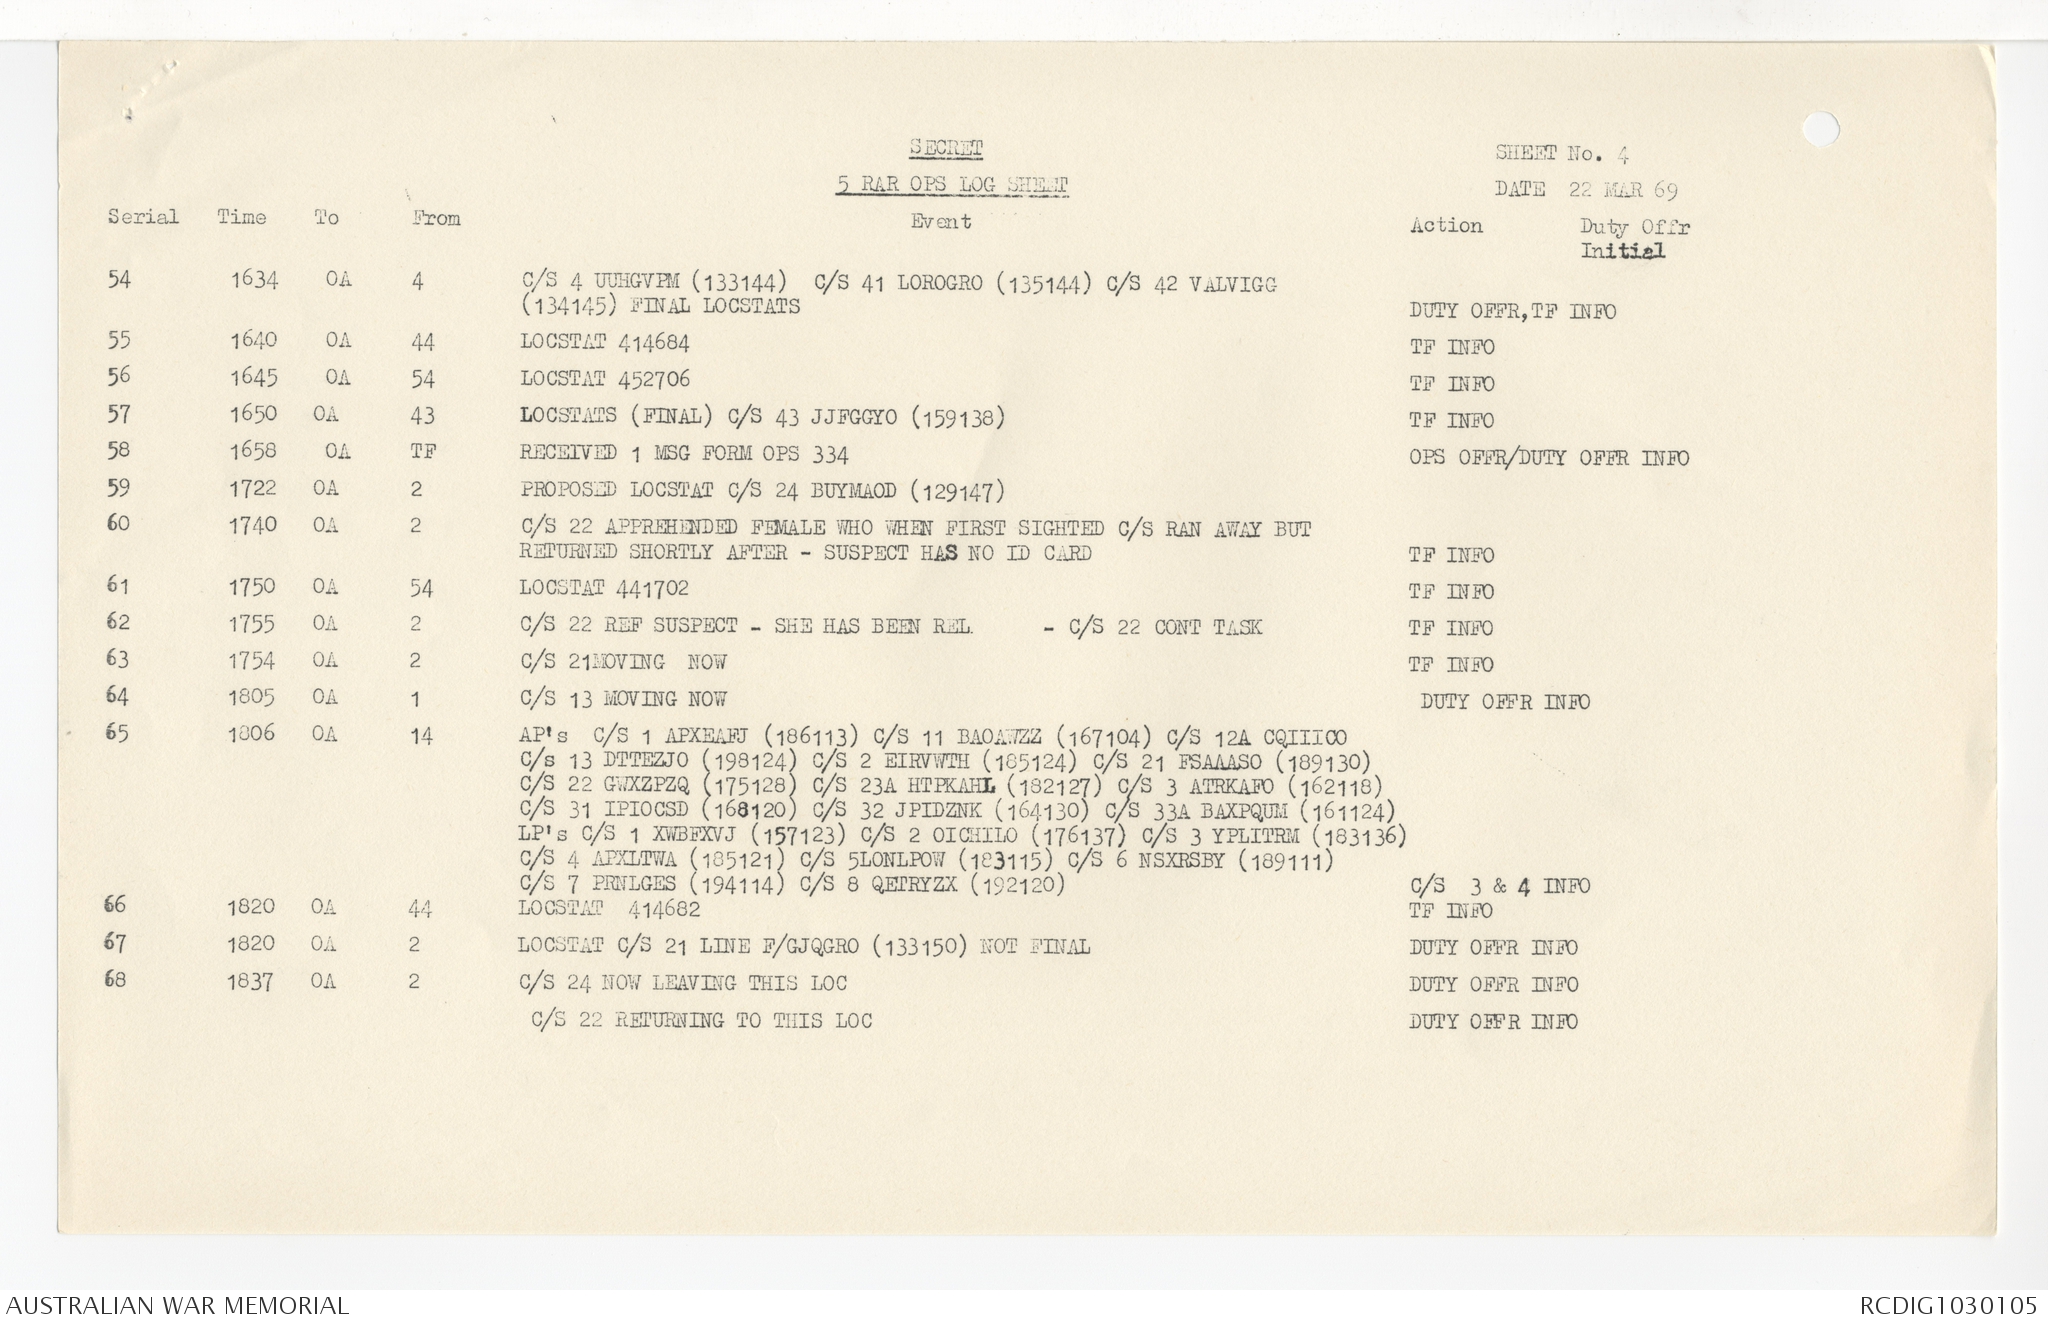 SECRET
SHEET No. 4
5 RAR OPS LOG SHEET
DATE 22 MAR 69
Serial Time To From Event Action Duty Offr
Initial
54 1634 OA 4 C/S 4 UUHGVPM (133144) C/S 41 LOROGRO (135144) C/S 42 VALVIGG
(134145) FINAL LOCSTATS DUTY OFFR,TF INFO
55 1640 OA 44 LOCSTAT 414684 TF INFO
56 1645 OA 54 LOCSTAT 452706 TF INFO
57 1650 OA 43 LOCSTATS (FINAL) C/S 43 JJFGGYO (159138) TF INFO
58 1658 OA TF RECEIVED 1 MSG FORM OPS 334 OPS OFFR/DUTY OFFR INFO
59 1722 OA 2 PROPOSED LOCSTAT C/S 24 BUYMAOD (129147)
60 1740 OA 2 C/S 22 APPREHENDED FEMALE WHO WHEN FIRST SIGHTED C/S RAN AWAY BUT
RETURNED SHORTLY AFTER - SUSPECT HAS NO ID CARD TF INFO
61 1750 OA 54 LOCSTAT 441702 TF INFO
62 1755 OA 2 C/S 22 REF SUSPECT - SHE HAS BEEN REL. - C/S 22 CONT TASK TF INFO
63 1754 OA 2 C/S 21MOVING NOW TF INFO
64 1805 OA 1 C/S 13 MOVING NOW DUTY OFFR INFO
65 1806 OA 14 AP's C/S 1 APXEAFJ (186113) C/S 11 BAOAWZZ (167104) C/S 12A CQIIICO
C/s 13 DTTEZJO (198124) C/S 2 EIRVWTH (185124) C/S 21 FSAAASO (189130)
C/S 22 GWXZPZQ (175128) C/S 23A HTPKAHL (182127) C/S 3 ATRKAFO (162118)
C/S 31 IPIOCSD (168120) C/S 32 JPIDZNK (164130) C/S 33A BAXPQUM (161124)
LP's C/S 1 XWBFXVJ (157123) C/S 2 OICHILO (176137) C/S 3 YPLITRM (183136)
C/S 4 APXLTWA (185121) C/S 5LONLPOW (183115) C/S 6 NSXRSBY (189111)
C/S 7 PRNLGES (194114) C/S 8 QETRYZX (192120) C/S 3 & 4 INFO
66 1820 OA 44 LOCSTAT 414682 TF INFO
67 1820 OA 2 LOCSTAT C/S 21 LINE F/GJQGRO (133150) NOT FINAL DUTY OFFR INFO
68 1837 OA 2 C/S 24 NOW LEAVING THIS LOC DUTY OFFR INFO
C/S 22 RETURNING TO THIS LOC DUTY OFFR INFO
AUSTRALIAN WAR MEMORIAL RCDIG1030105